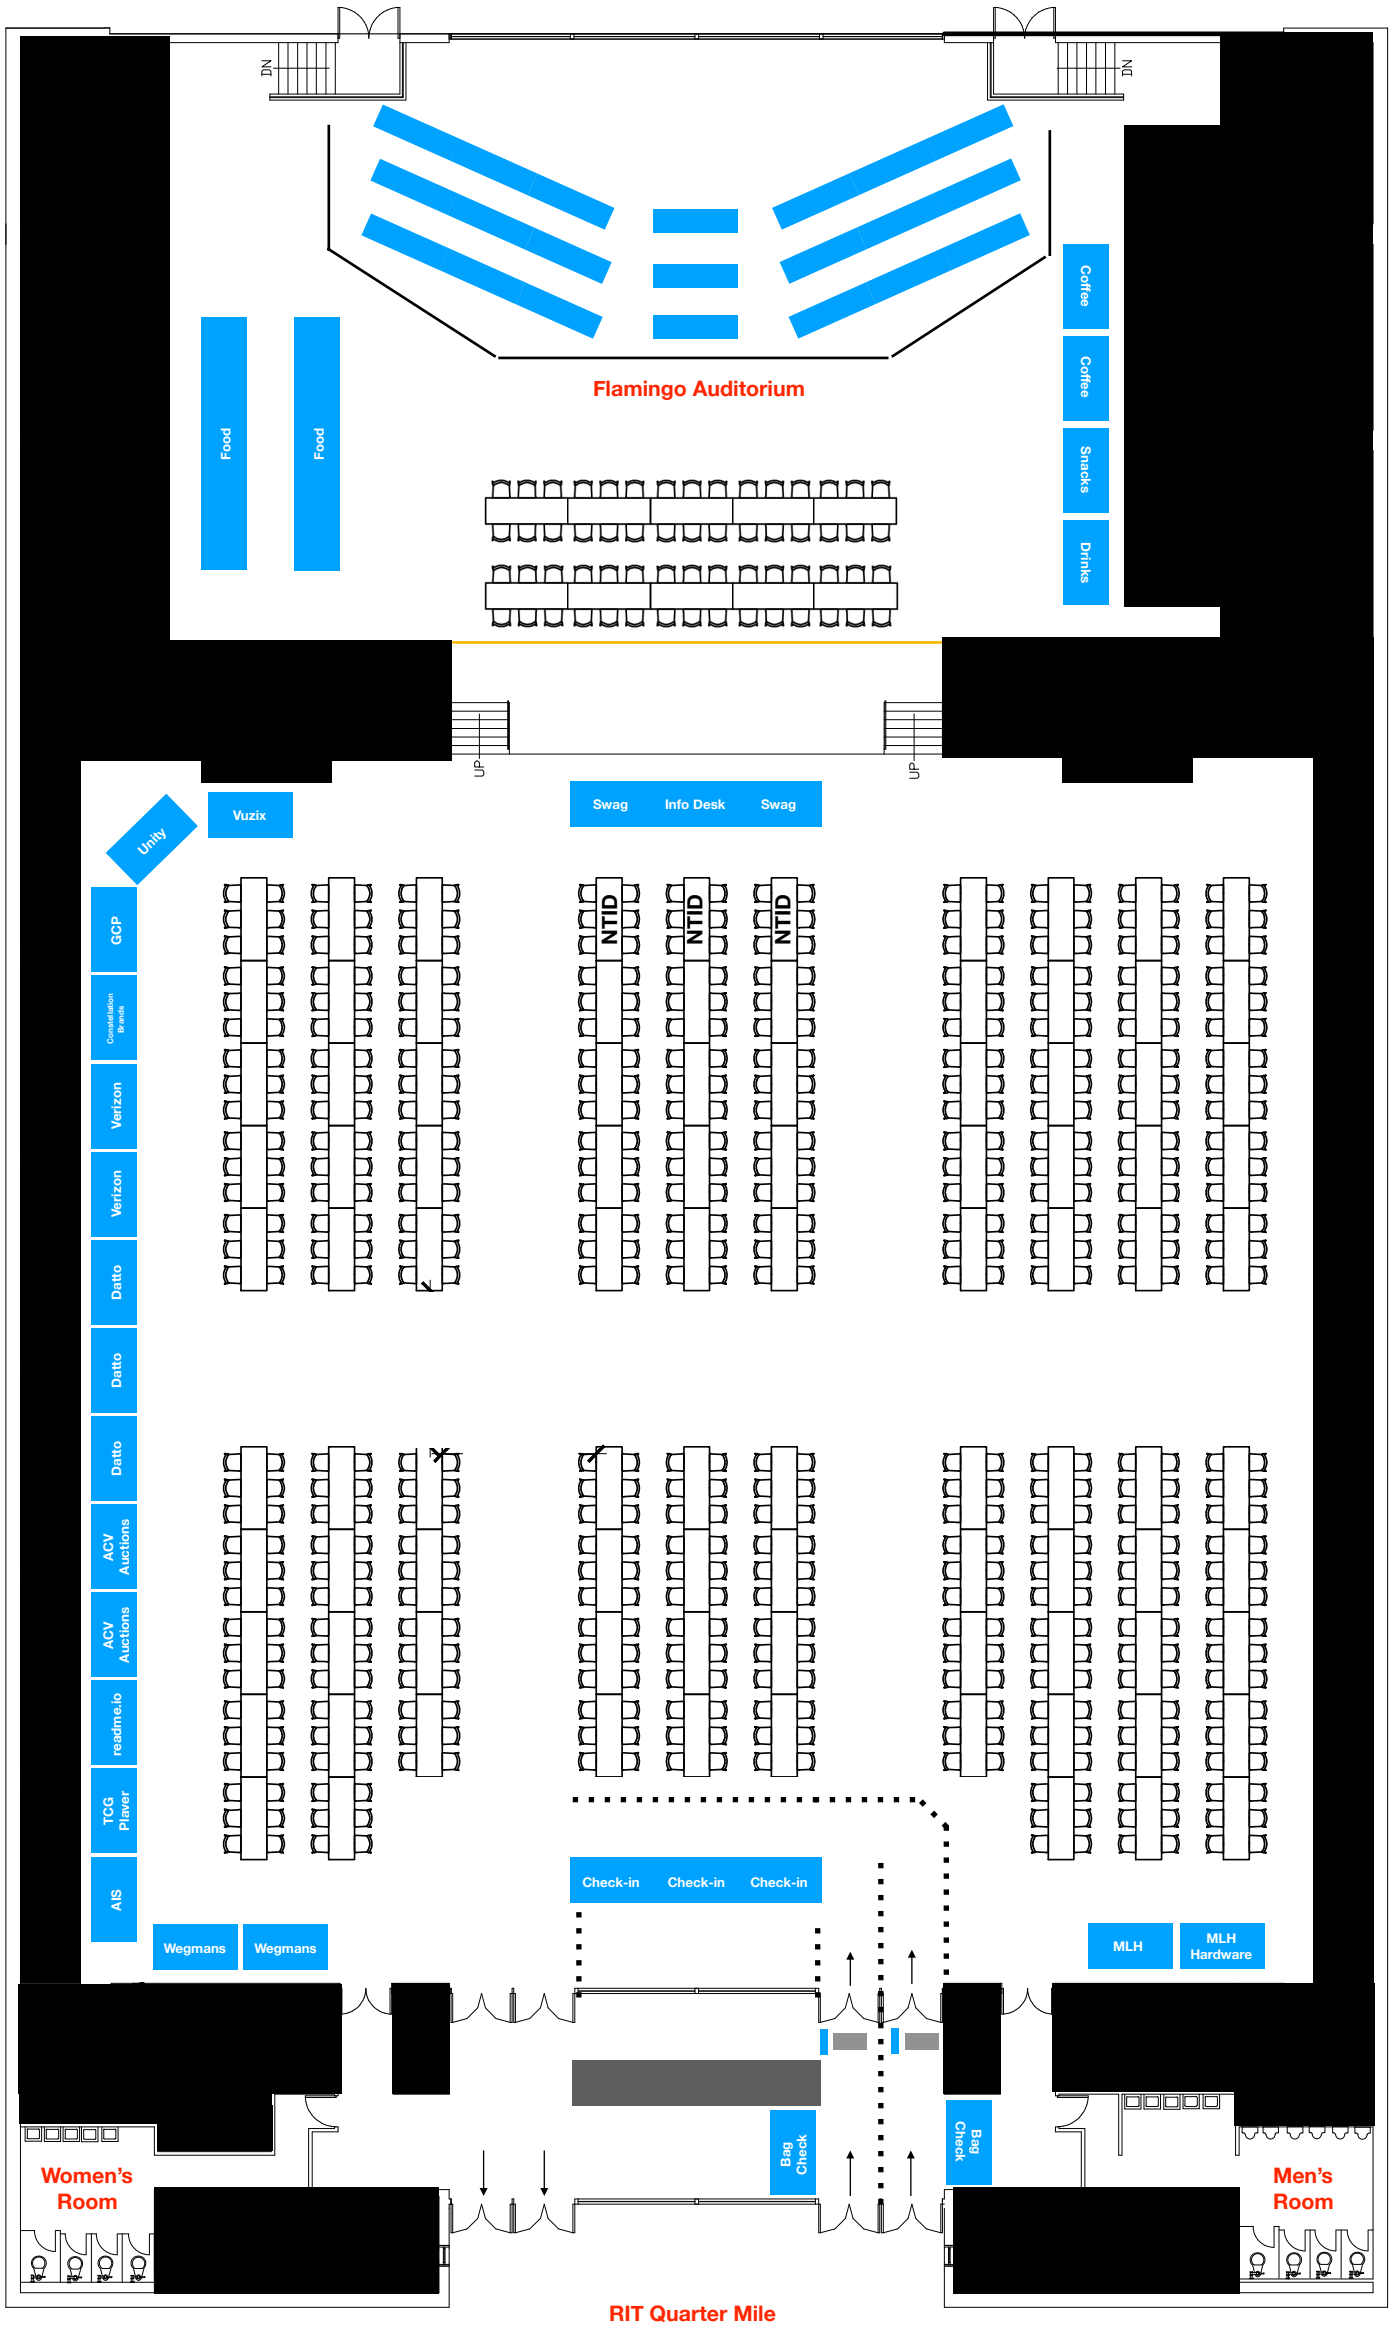 DN
DN
Coffee
Coffee
Snacks
Drinks
Flamingo Auditorium
Food
Food
UP
UP
Swag
Info Desk
Swag
Vuzix
Unity
NTID
NTID
NTID
GCP
Constellation
Brands
Verizon
Verizon
Datto
Datto
Datto
ACV
Auctions
ACV
Auctions
readme.io
TCG
Player
AIS
Check-in
Check-in
Check-in
Wegmans
Wegmans
MLH
MLH
Hardware
Bag
Check
Bag
Check
Women's
Room
Men's
Room
RIT Quarter Mile